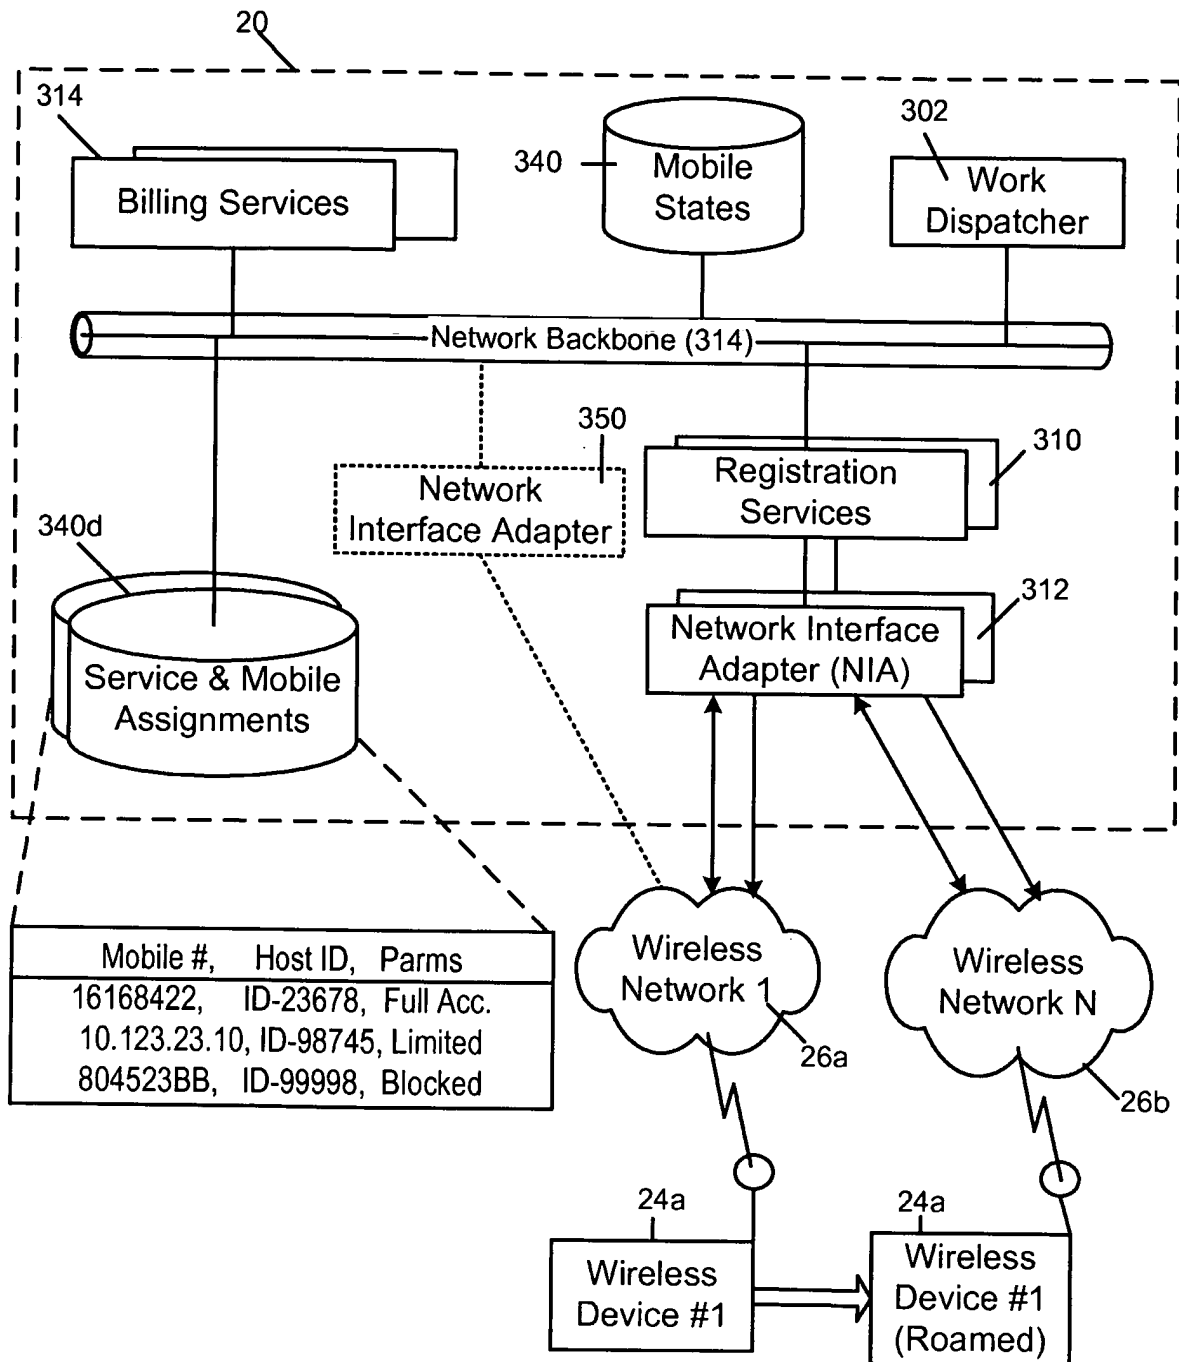 20
314
Billing Services
340
Mobile
States
302
Work
Dispatcher
Network Backbone (314)
350
Network
Interface Adapter
310
Registration
Services
340d
Service & Mobile
Assignments
312
Network Interface
Adapter (NIA)
Mobile #, Host ID, Parms
16168422, ID-23678, Full Acc.
10.123.23.10, ID-98745, Limited
804523BB, ID-99998, Blocked
Wireless
Network 1
26a
Wireless
Network N
26b
24a
Wireless
Device #1
24a
Wireless
Device #1
(Roamed)